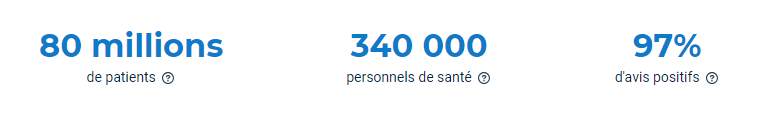 80 millions
de patients
340 000
personnels de santé
97%
d'avis positifs